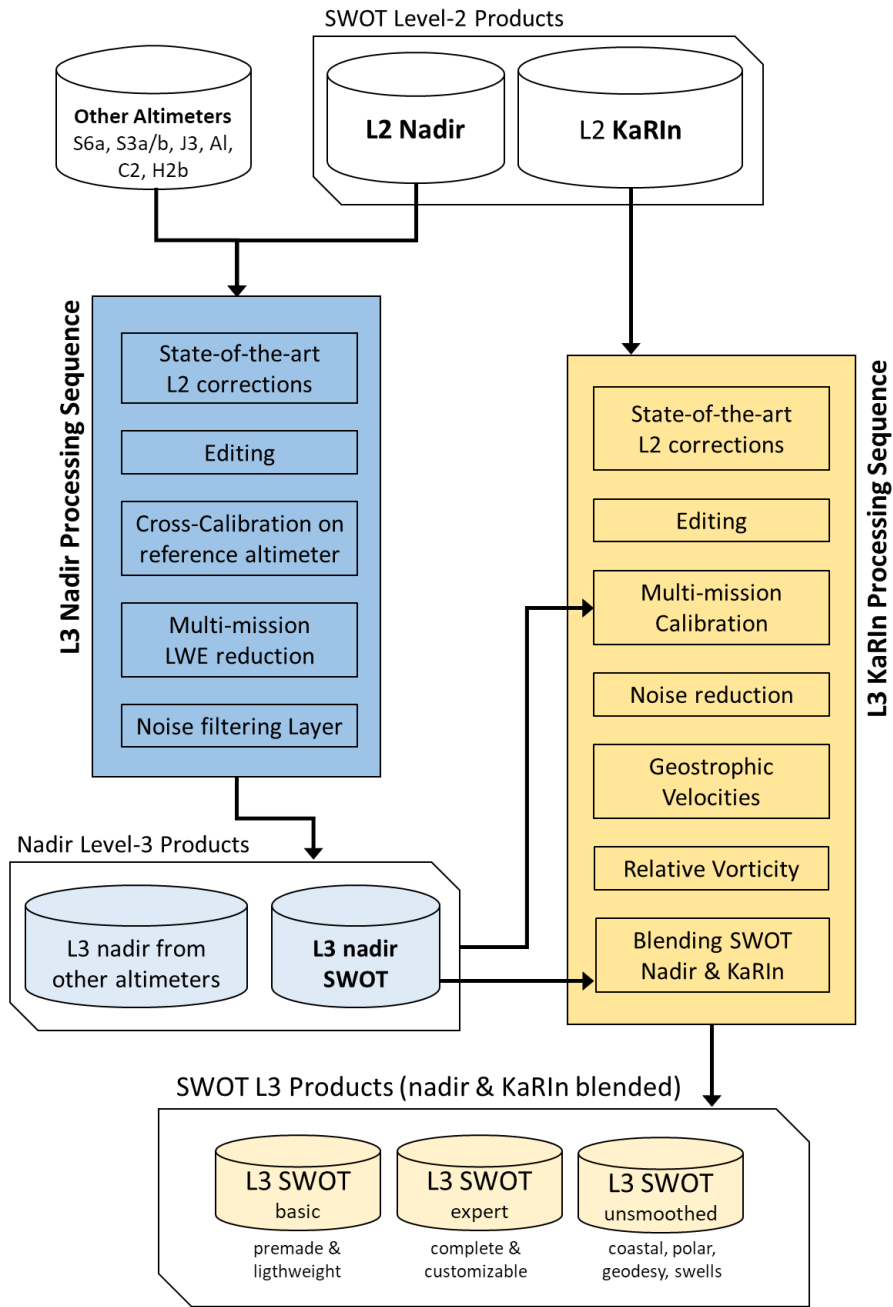 SWOT Level-2 Products
Other Altimeters
S6a, S3a/b, J3, Al,
C2, H2b
L2 Nadir
L2 KaRIn
L3 Nadir Processing Sequence
State-of-the-art
L2 corrections
Editing
Cross-Calibration on
reference altimeter
Multi-mission
LWE reduction
Noise filtering Layer
L3 KaRIn Processing Sequence
State-of-the-art
L2 corrections
Editing
Multi-mission
Calibration
Noise reduction
Geostrophic
Velocities
Relative Vorticity
Blending SWOT
Nadir & KaRIn
Nadir Level-3 Products
L3 nadir from
other altimeters
L3 nadir
SWOT
SWOT L3 Products (nadir & KaRIn blended)
L3 SWOT
basic
premade &
ligthweight
L3 SWOT
expert
complete &
customizable
L3 SWOT
unsmoothed
coastal, polar,
geodesy, swells